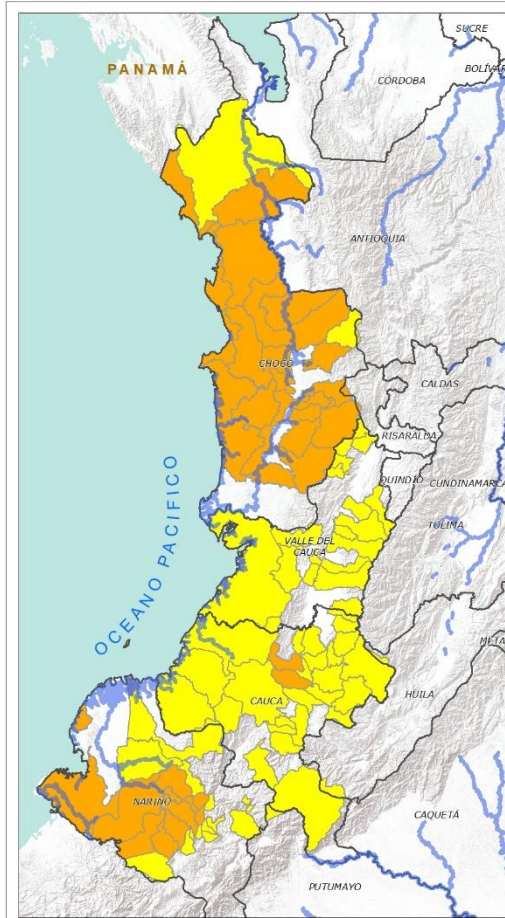 SUCRE
PANAMÁ
BOLÍVAR
CÓRDOBA
ANTIOQUIA
CHOCÓ
CALDAS
RISARALDA
QUINDÍO
CUNDINAMARCA
OCEANO PACIFICO
TOLIMA
VALLE DEL
CAUCA
META
HUILA
CAUCA
NARIÑO
CAQUETÁ
PUTUMAYO